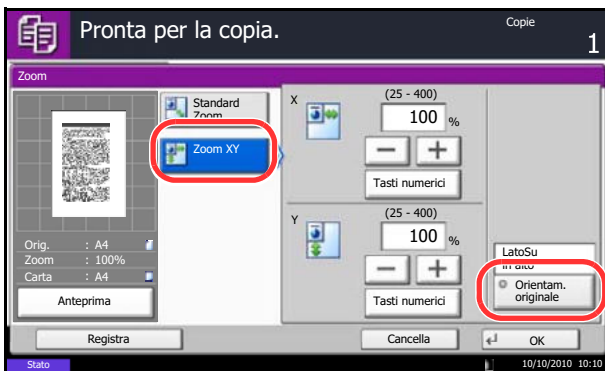 Pronta per la copia.
Copie
1
Zoom
Standard
Zoom
Zoom XY
X
(25 - 400)
100 %
Tasti numerici
Y
(25 - 400)
100 %
Tasti numerici
Orig. : A4
Zoom : 100%
Carta : A4
Anteprima
LatoSu
in alto
Orientam.
originale
Registra
Cancella
OK
Stato
10/10/2010 10:10